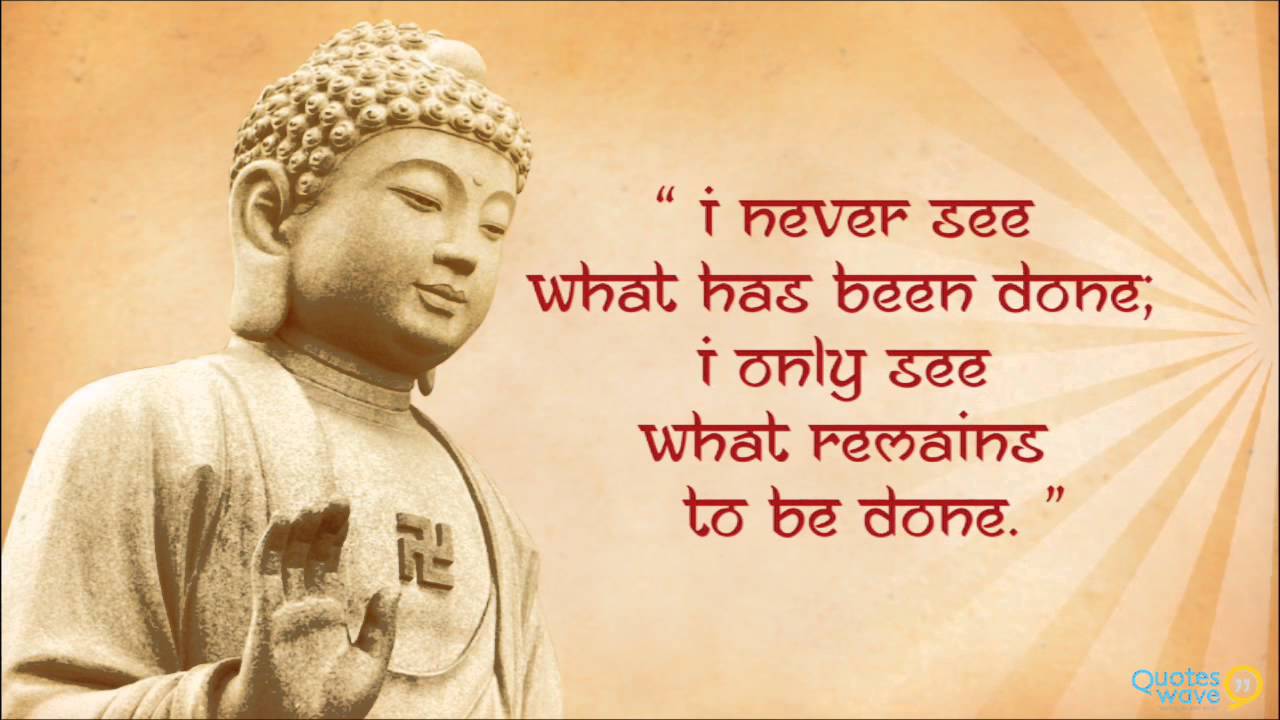 “ I never see
what has been done;
I only see
what remains
to be done. ”
Quotes
wave